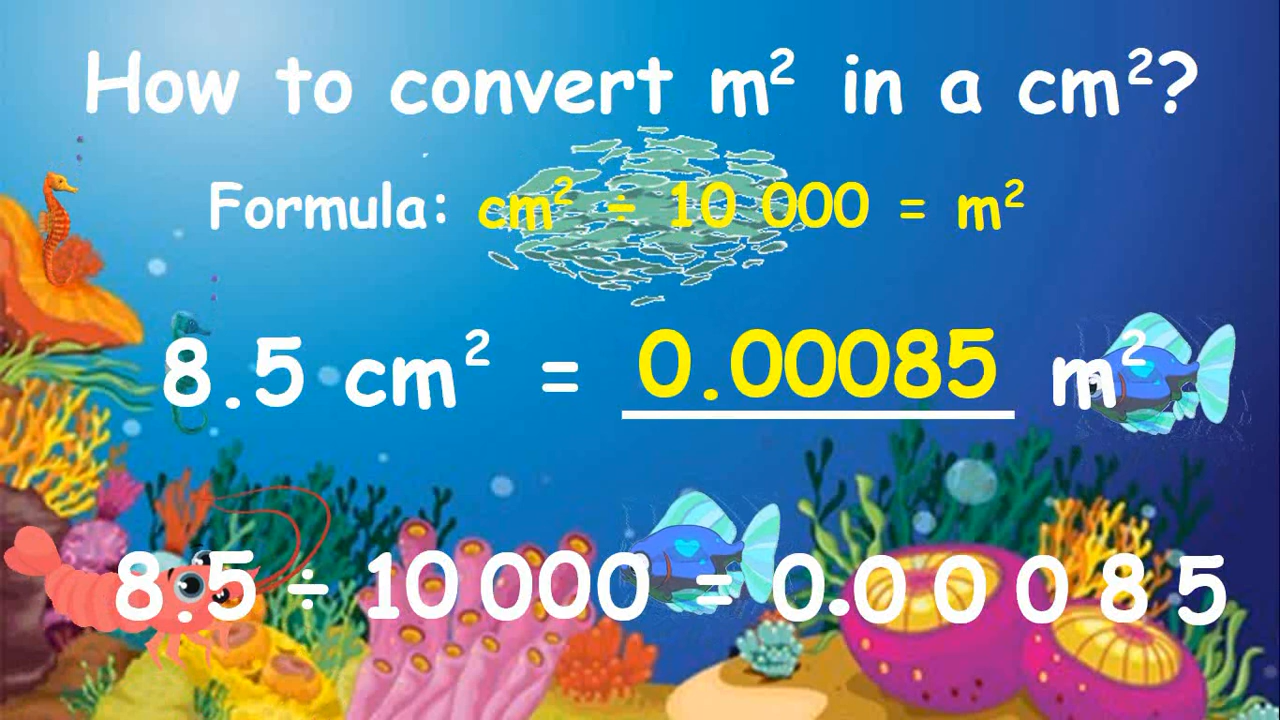 How to convert m² in a cm²?
Formula: cm² ÷ 10 000 = m²
8.5 cm² = 0.00085 m²
8.5 ÷ 10 000 = 0.0 0 0 8 5